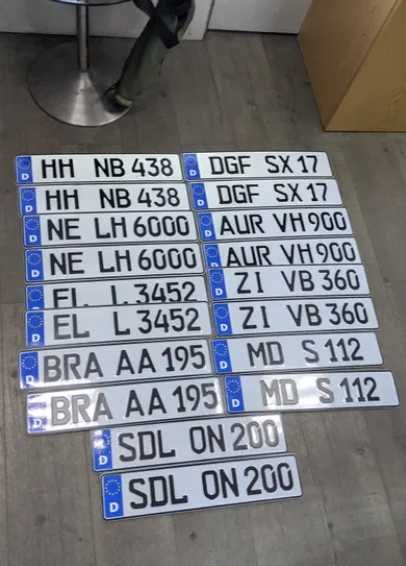 D HH NB 438
D DGF SX 17
D HH NB 438
D DGF SX 17
D NE LH 6000
D AUR VH 900
D NE LH 6000
D AUR VH 900
EL L 3452
D ZI VB 360
D EL L 3452
D ZI VB 360
D BRA AA 195
D MD S 112
D BRA AA 195
D MD S 112
D SDL ON 200
D SDL ON 200